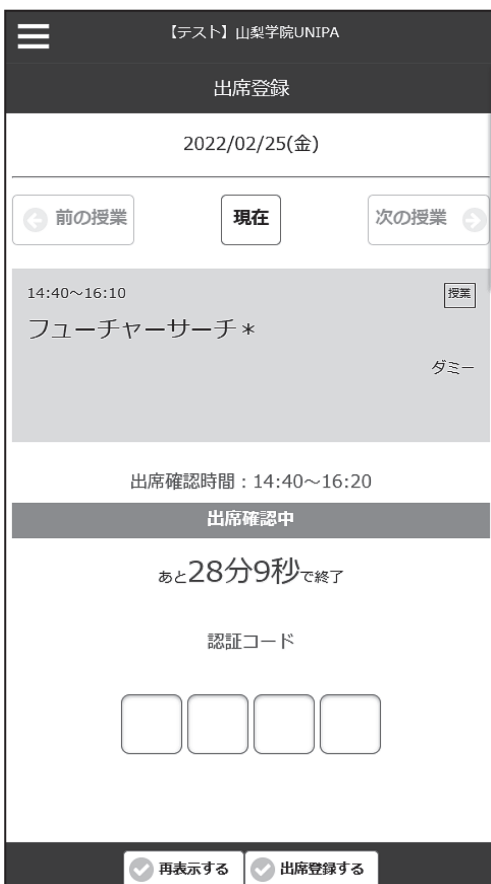 【テスト】山梨学院UNIPA
出席登録
2022/02/25(金)
前の授業
現在
次の授業
14:40～16:10
授業
フューチャーサーチ＊
ダミー
出席確認時間：14:40～16:20
出席確認中
あと28分9秒で終了
認証コード
再表示する
出席登録する